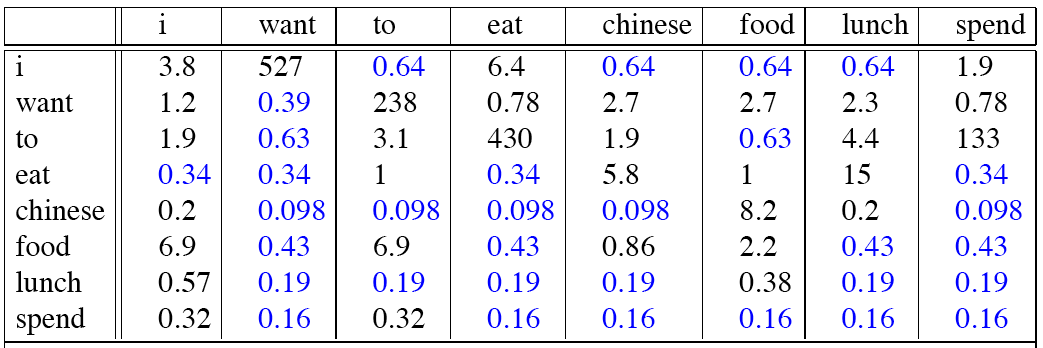 i want to eat chinese food lunch spend
i 3.8 527 0.64 6.4 0.64 0.64 0.64 1.9
want 1.2 0.39 238 0.78 2.7 2.7 2.3 0.78
to 1.9 0.63 3.1 430 1.9 0.63 4.4 133
eat 0.34 0.34 1 0.34 5.8 1 15 0.34
chinese 0.2 0.098 0.098 0.098 0.098 8.2 0.2 0.098
food 6.9 0.43 6.9 0.43 0.86 2.2 0.43 0.43
lunch 0.57 0.19 0.19 0.19 0.19 0.38 0.19 0.19
spend 0.32 0.16 0.32 0.16 0.16 0.16 0.16 0.16